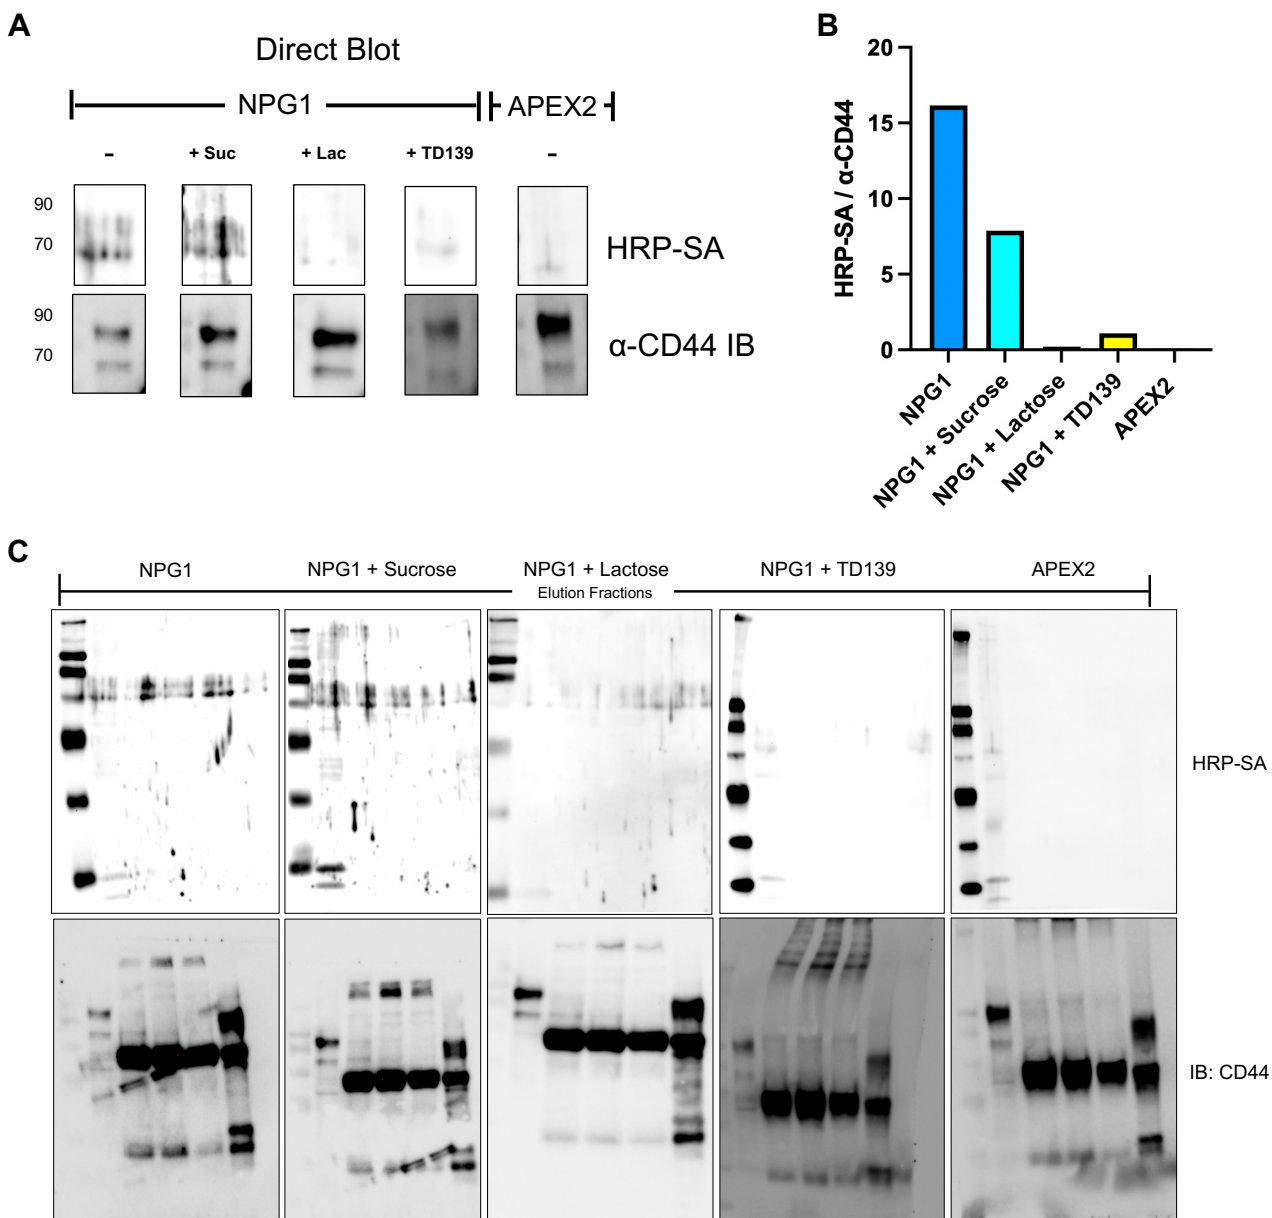 A
Direct Blot
NPG1
APEX2
–
+ Suc
+ Lac
+ TD139
–
90
70
HRP-SA
90
70
α-CD44 IB
B
HRP-SA / α-CD44
20
15
10
5
0
NPG1
NPG1 + Sucrose
NPG1 + Lactose
NPG1 + TD139
APEX2
C
NPG1
NPG1 + Sucrose
NPG1 + Lactose
NPG1 + TD139
APEX2
Elution Fractions
HRP-SA
IB: CD44